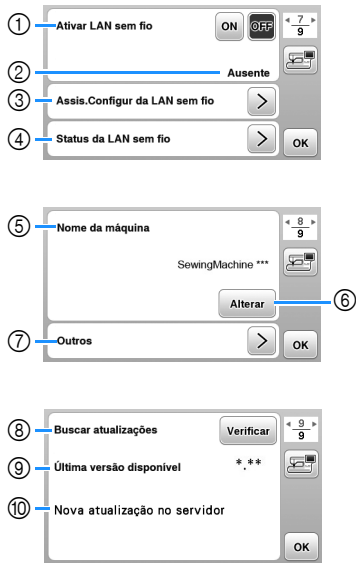 ① Ativar LAN sem fio ON OFF 7/9
② Ausente
③ Assis.Configur da LAN sem fio
④ Status da LAN sem fio OK
⑤ Nome da máquina 8/9
SewingMachine ***
Alterar ⑥
⑦ Outros OK
⑧ Buscar atualizações Verificar 9/9
⑨ Última versão disponível *.**
⑩ Nova atualização no servidor
OK